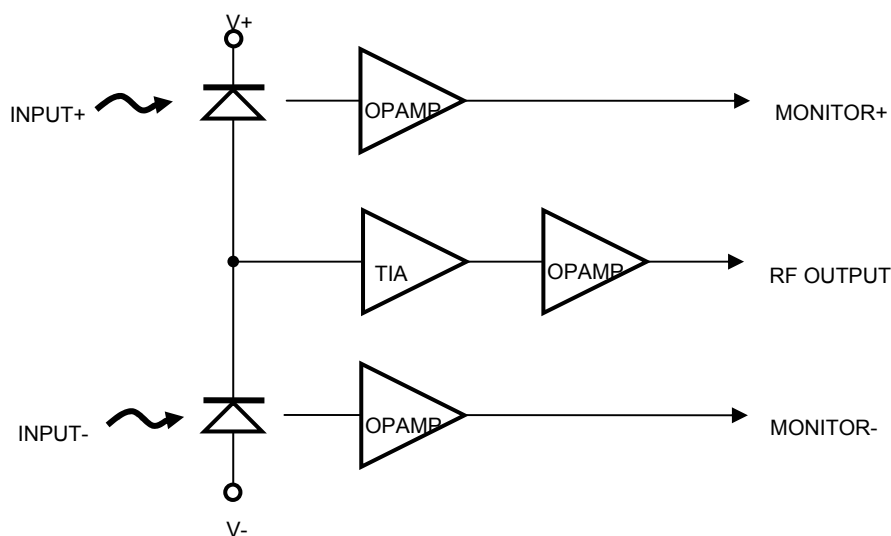 V+
INPUT+
OPAMP
MONITOR+
TIA
OPAMP
RF OUTPUT
INPUT-
OPAMP
MONITOR-
V-